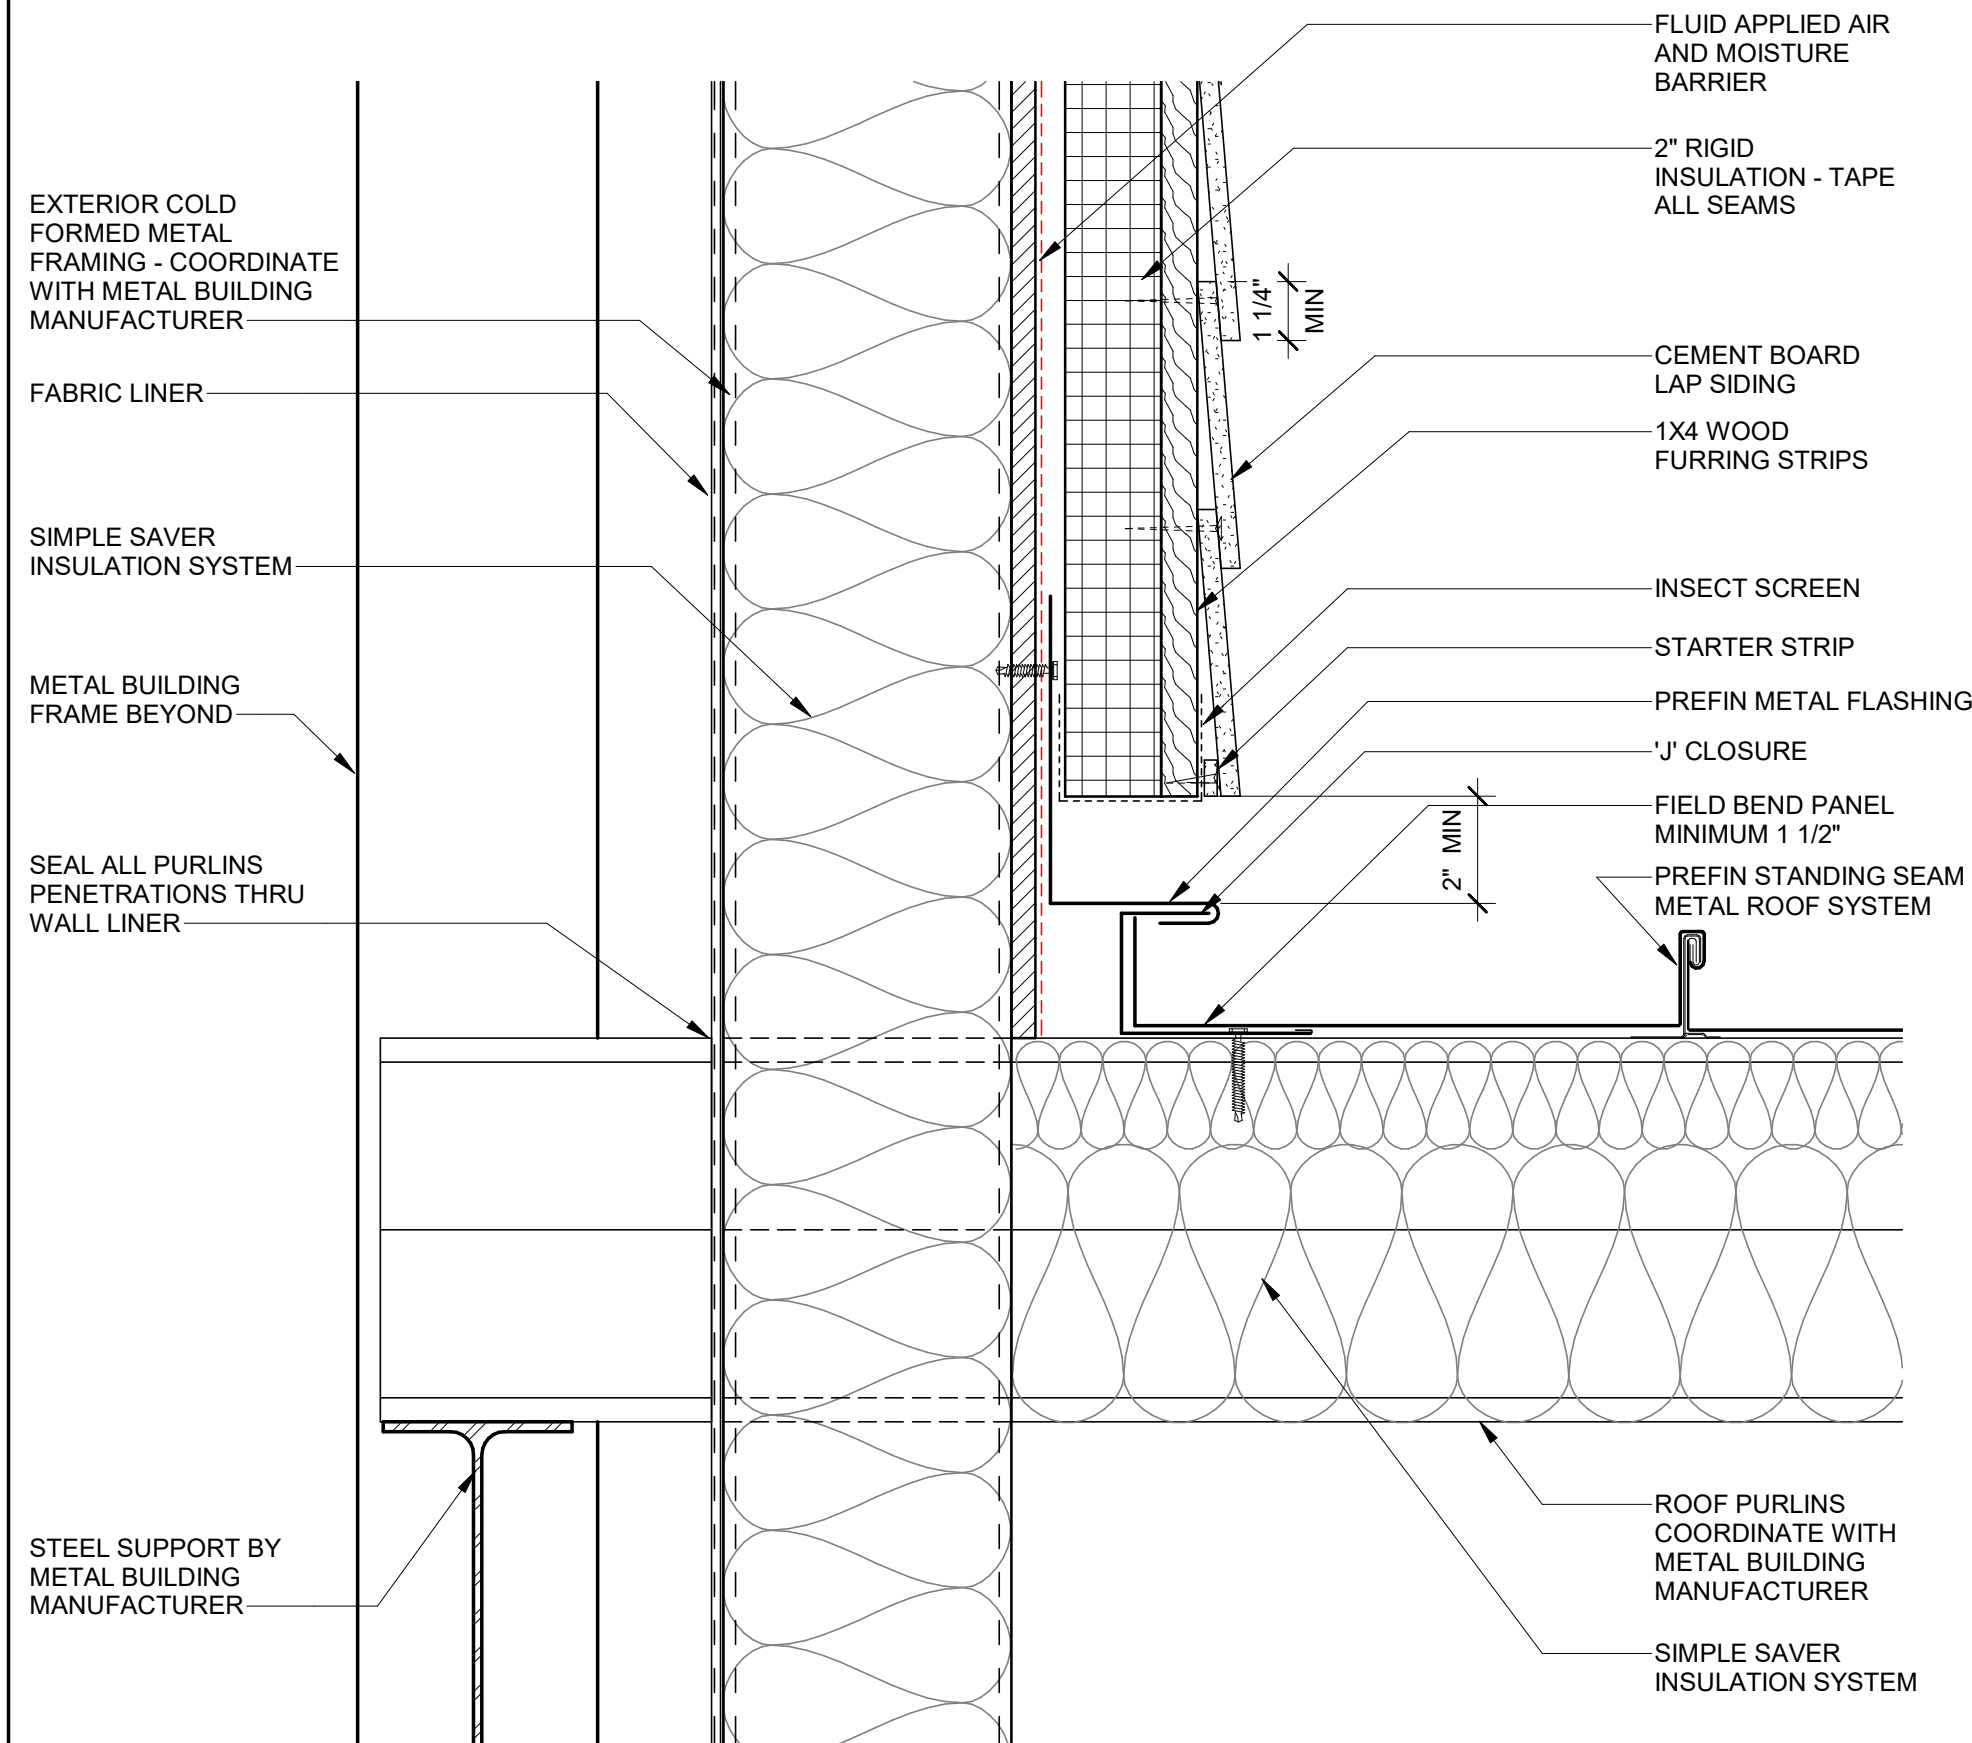 EXTERIOR COLD
FORMED METAL
FRAMING - COORDINATE
WITH METAL BUILDING
MANUFACTURER
FABRIC LINER
SIMPLE SAVER
INSULATION SYSTEM
METAL BUILDING
FRAME BEYOND
SEAL ALL PURLINS
PENETRATIONS THRU
WALL LINER
STEEL SUPPORT BY
METAL BUILDING
MANUFACTURER
1 1/4"
MIN
2" MIN
FLUID APPLIED AIR
AND MOISTURE
BARRIER
2" RIGID
INSULATION - TAPE
ALL SEAMS
CEMENT BOARD
LAP SIDING
1X4 WOOD
FURRING STRIPS
INSECT SCREEN
STARTER STRIP
PREFIN METAL FLASHING
'J' CLOSURE
FIELD BEND PANEL
MINIMUM 1 1/2"
PREFIN STANDING SEAM
METAL ROOF SYSTEM
ROOF PURLINS
COORDINATE WITH
METAL BUILDING
MANUFACTURER
SIMPLE SAVER
INSULATION SYSTEM